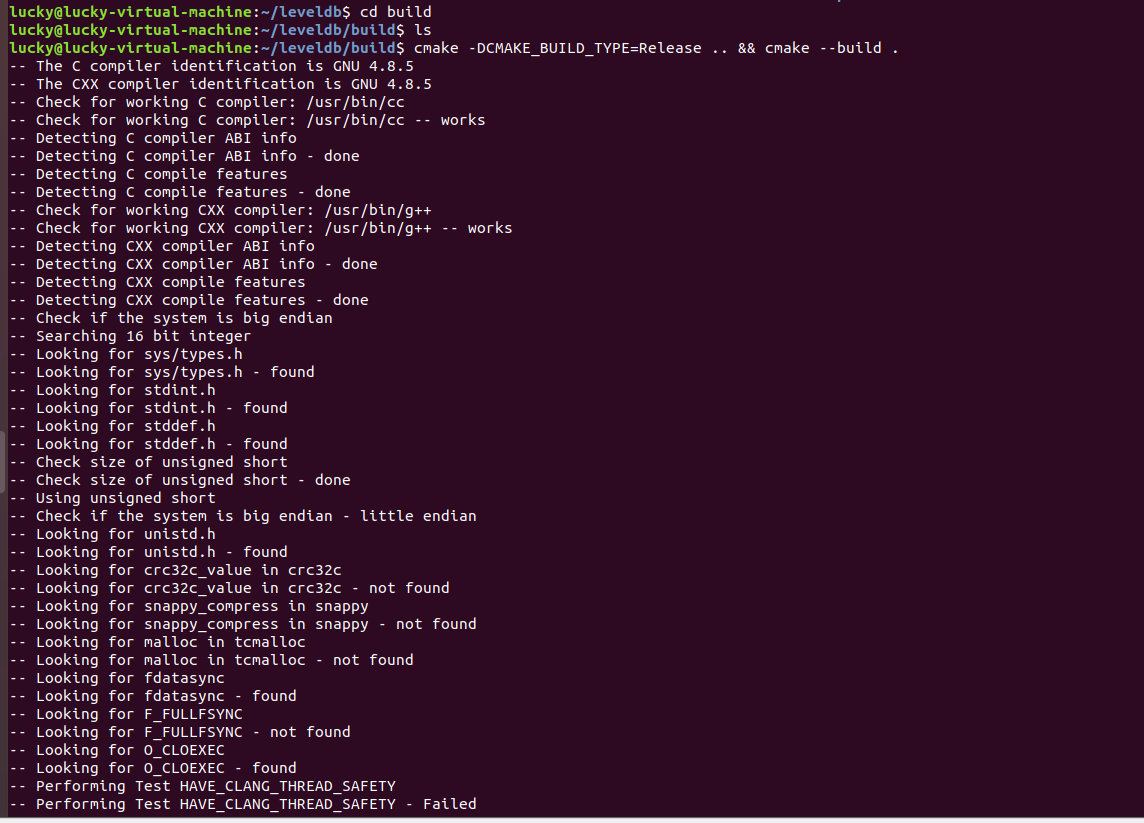 lucky@lucky-virtual-machine:~/leveldb$ cd build
lucky@lucky-virtual-machine:~/leveldb/build$ ls
lucky@lucky-virtual-machine:~/leveldb/build$ cmake -DCMAKE_BUILD_TYPE=Release .. && cmake --build .
-- The C compiler identification is GNU 4.8.5
-- The CXX compiler identification is GNU 4.8.5
-- Check for working C compiler: /usr/bin/cc
-- Check for working C compiler: /usr/bin/cc -- works
-- Detecting C compiler ABI info
-- Detecting C compiler ABI info - done
-- Detecting C compile features
-- Detecting C compile features - done
-- Check for working CXX compiler: /usr/bin/g++
-- Check for working CXX compiler: /usr/bin/g++ -- works
-- Detecting CXX compiler ABI info
-- Detecting CXX compiler ABI info - done
-- Detecting CXX compile features
-- Detecting CXX compile features - done
-- Check if the system is big endian
-- Searching 16 bit integer
-- Looking for sys/types.h
-- Looking for sys/types.h - found
-- Looking for stdint.h
-- Looking for stdint.h - found
-- Looking for stddef.h
-- Looking for stddef.h - found
-- Check size of unsigned short
-- Check size of unsigned short - done
-- Using unsigned short
-- Check if the system is big endian - little endian
-- Looking for unistd.h
-- Looking for unistd.h - found
-- Looking for crc32c_value in crc32c
-- Looking for crc32c_value in crc32c - not found
-- Looking for snappy_compress in snappy
-- Looking for snappy_compress in snappy - not found
-- Looking for malloc in tcmalloc
-- Looking for malloc in tcmalloc - not found
-- Looking for fdatasync
-- Looking for fdatasync - found
-- Looking for F_FULLFSYNC
-- Looking for F_FULLFSYNC - not found
-- Looking for O_CLOEXEC
-- Looking for O_CLOEXEC - found
-- Performing Test HAVE_CLANG_THREAD_SAFETY
-- Performing Test HAVE_CLANG_THREAD_SAFETY - Failed